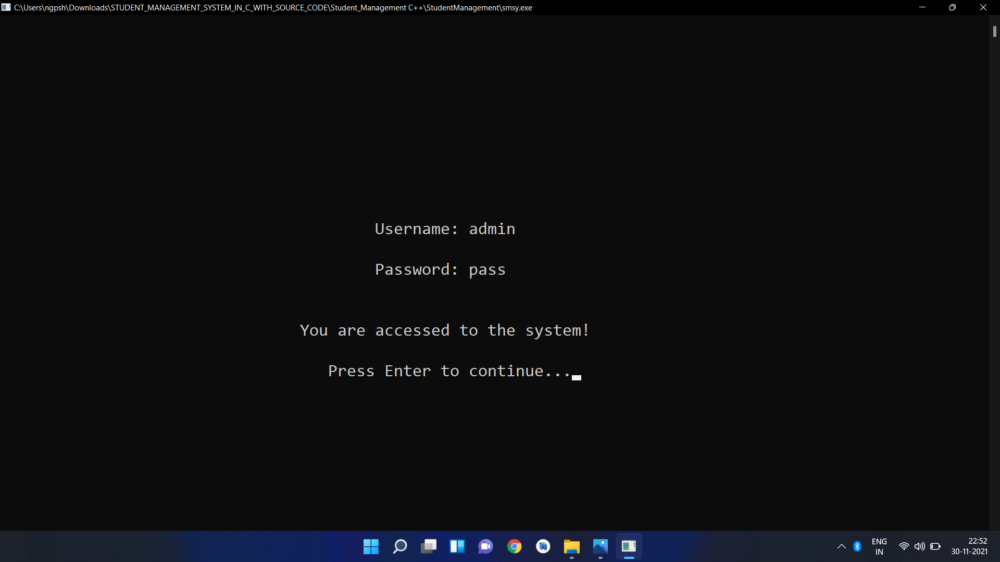 C:\Users\ngpsh\Downloads\STUDENT_MANAGEMENT_SYSTEM_IN_C_WITH_SOURCE_CODE\Student_Management C++\StudentManagement\smsy.exe
Username: admin
Password: pass
You are accessed to the system!
Press Enter to continue...
ENG
IN
22:52
30-11-2021